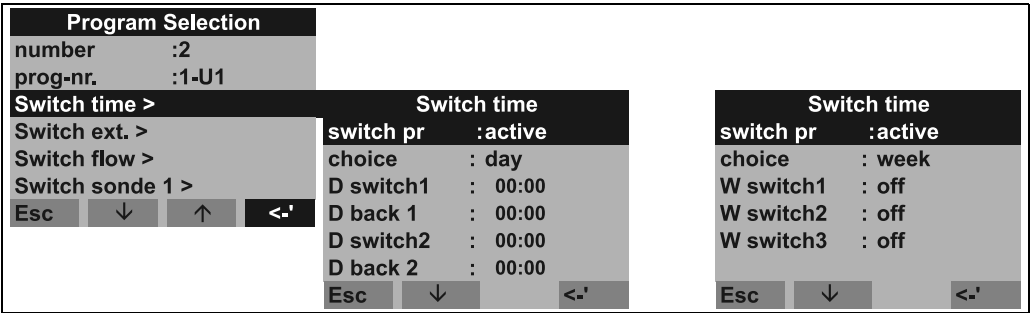 Program Selection
number :2
prog-nr. :1-U1
Switch time >
Switch ext. >
Switch flow >
Switch sonde 1 >
Esc ↓ ↑ <-'
Switch time
switch pr :active
choice : day
D switch1 : 00:00
D back 1 : 00:00
D switch2 : 00:00
D back 2 : 00:00
Esc ↓ <-'
Switch time
switch pr :active
choice : week
W switch1 : off
W switch2 : off
W switch3 : off
Esc ↓ <-'